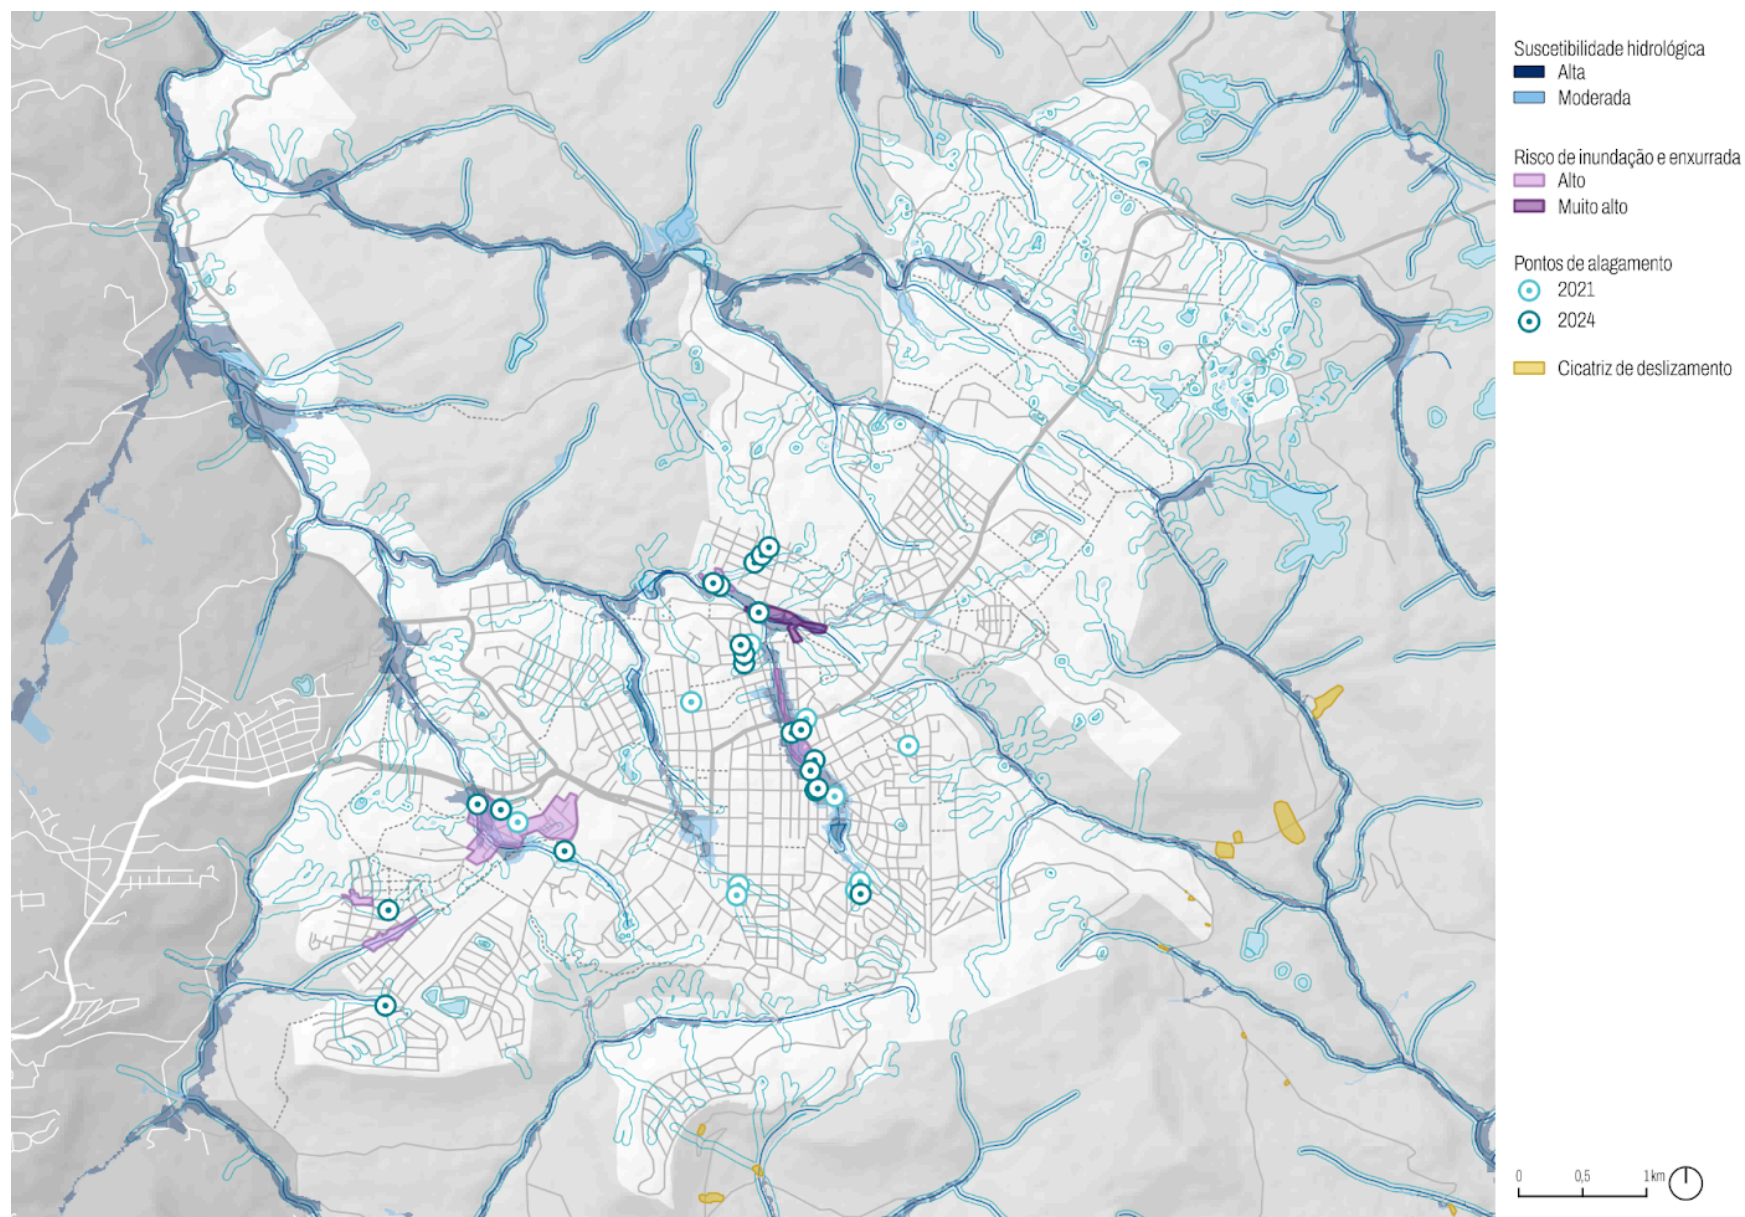 Suscetibilidade hidrológica
Alta
Moderada
Risco de inundação e enxurrada
Alto
Muito alto
Pontos de alagamento
2021
2024
Cicatriz de deslizamento
0 0,5 1 km